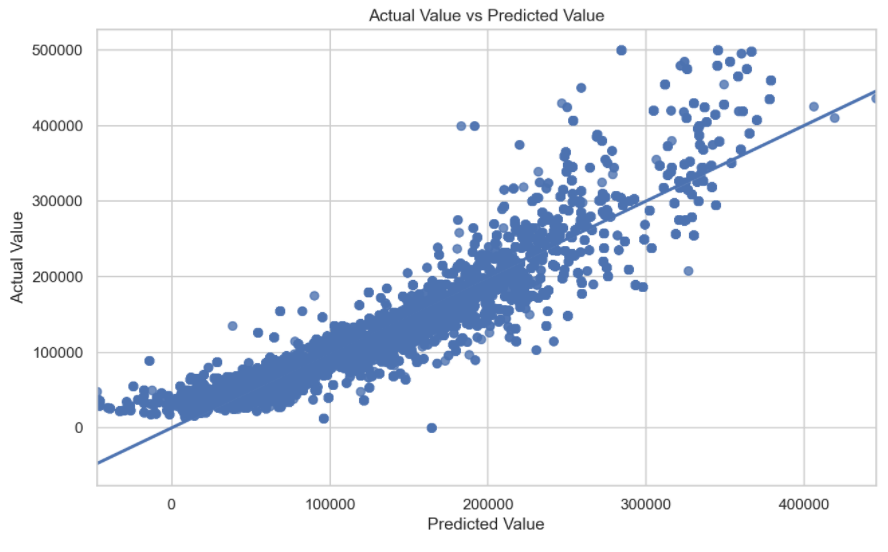 Actual Value vs Predicted Value
500000
400000
300000
200000
100000
0
Actual Value
0 100000 200000 300000 400000
Predicted Value